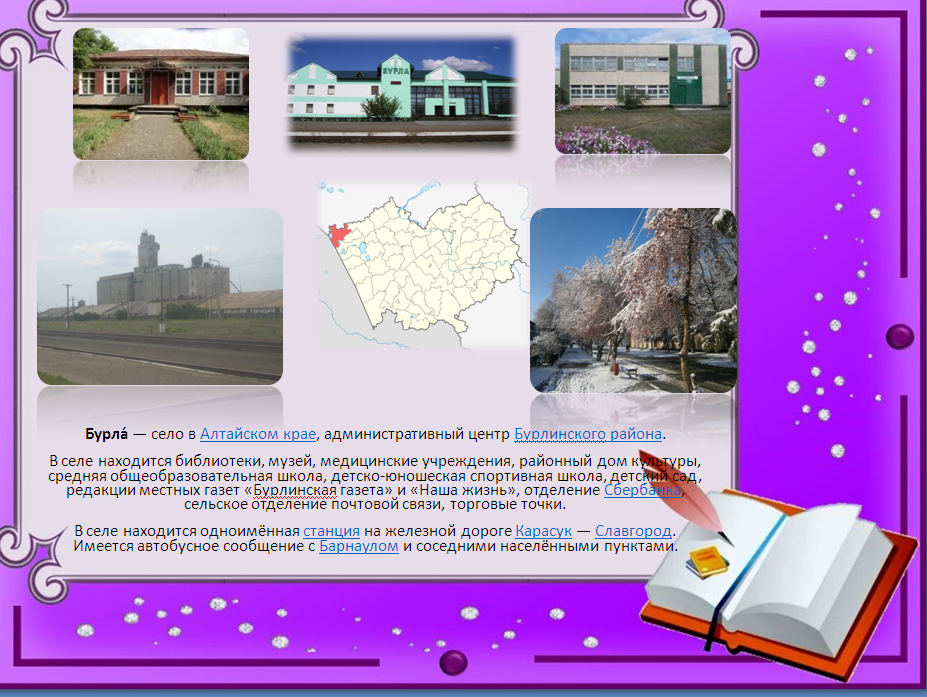 БУРЛА
Бурла́ — село в Алтайском крае, административный центр Бурлинского района.
В селе находится библиотеки, музей, медицинские учреждения, районный дом культуры,
средняя общеобразовательная школа, детско-юношеская спортивная школа, детский сад,
редакции местных газет «Бурлинская газета» и «Наша жизнь», отделение Сбербанка,
сельское отделение почтовой связи, торговые точки.
В селе находится одноимённая станция на железной дороге Карасук — Славгород.
Имеется автобусное сообщение с Барнаулом и соседними населёнными пунктами.